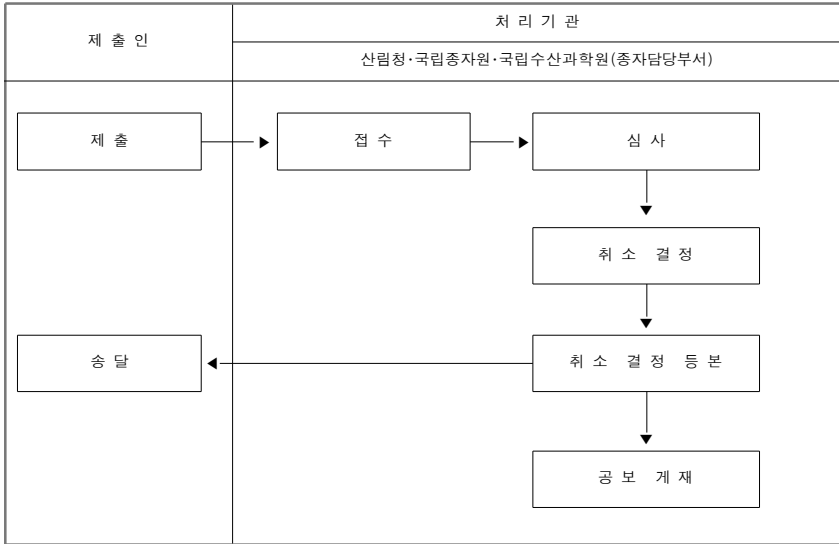 제 출 인
처 리 기 관
산림청·국립종자원·국립수산과학원(종자담당부서)
제 출
접 수
심 사
취 소 결 정
송 달
취 소 결 정 등 본
공 보 게 재